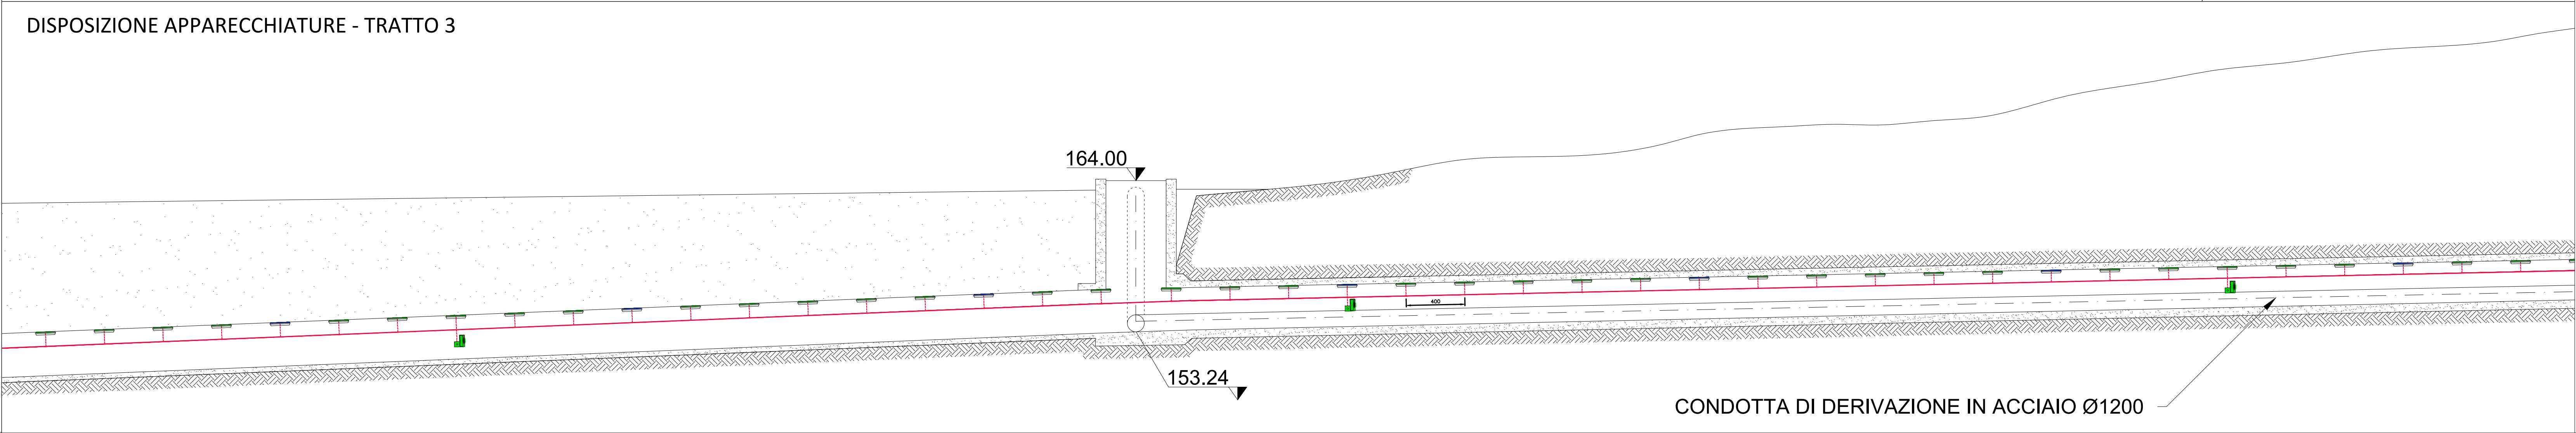 DISPOSIZIONE APPARECCHIATURE - TRATTO 3
164.00
400
153.24
CONDOTTA DI DERIVAZIONE IN ACCIAIO Ø1200